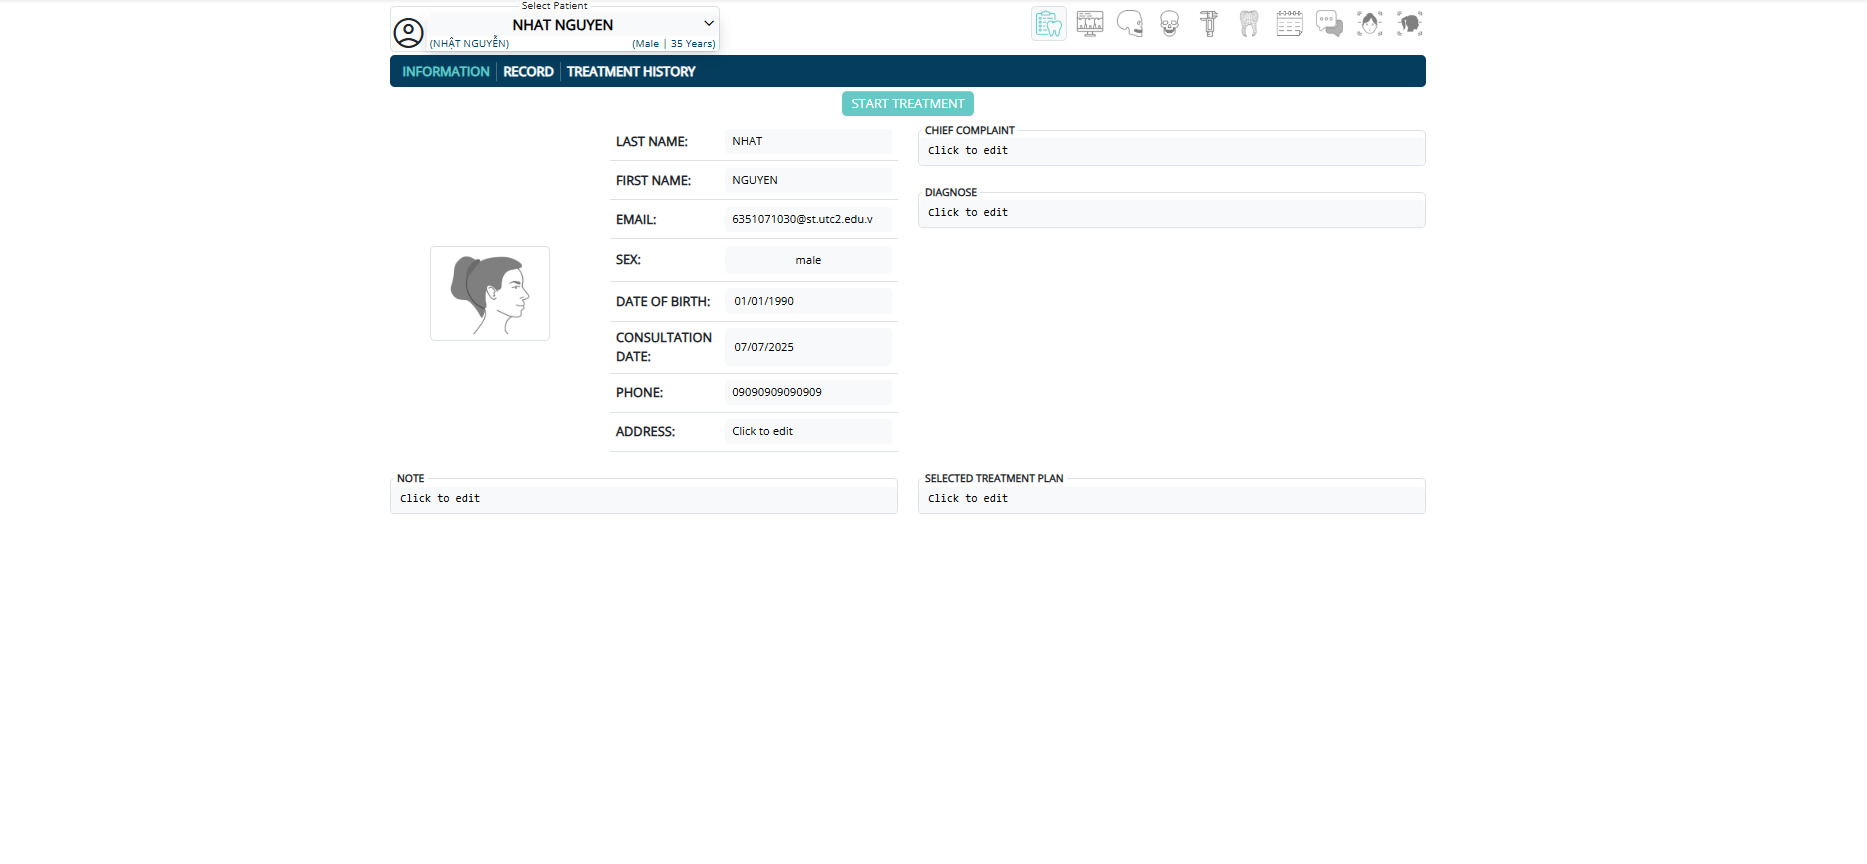 Select Patient
NHAT NGUYEN
(NHẬT NGUYỄN) (Male | 35 Years)
INFORMATION RECORD TREATMENT HISTORY
START TREATMENT
LAST NAME: NHAT
FIRST NAME: NGUYEN
EMAIL: 6351071030@st.utc2.edu.v
SEX: male
DATE OF BIRTH: 01/01/1990
CONSULTATION DATE: 07/07/2025
PHONE: 09090909090909
ADDRESS: Click to edit
CHIEF COMPLAINT
Click to edit
DIAGNOSE
Click to edit
NOTE
Click to edit
SELECTED TREATMENT PLAN
Click to edit